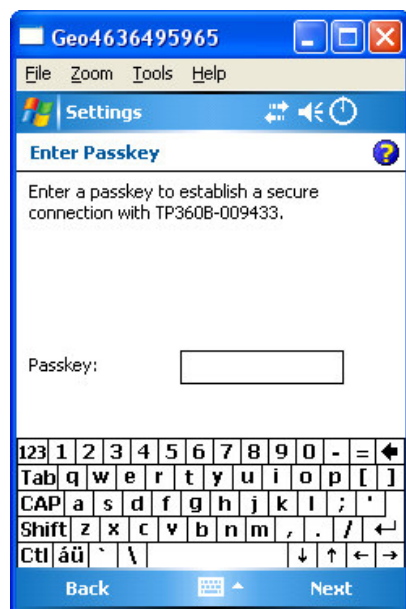 Geo4636495965
File Zoom Tools Help
Settings
Enter Passkey ?
Enter a passkey to establish a secure
connection with TP360B-009433.
Passkey:
123 1 2 3 4 5 6 7 8 9 0 - = 🡄
Tab q w e r t y u i o p [ ]
CAP a s d f g h j k l ; '
Shift z x c v b n m , . / ↵
Ctl áü ` \ ↓ ↑ ← →
Back Next